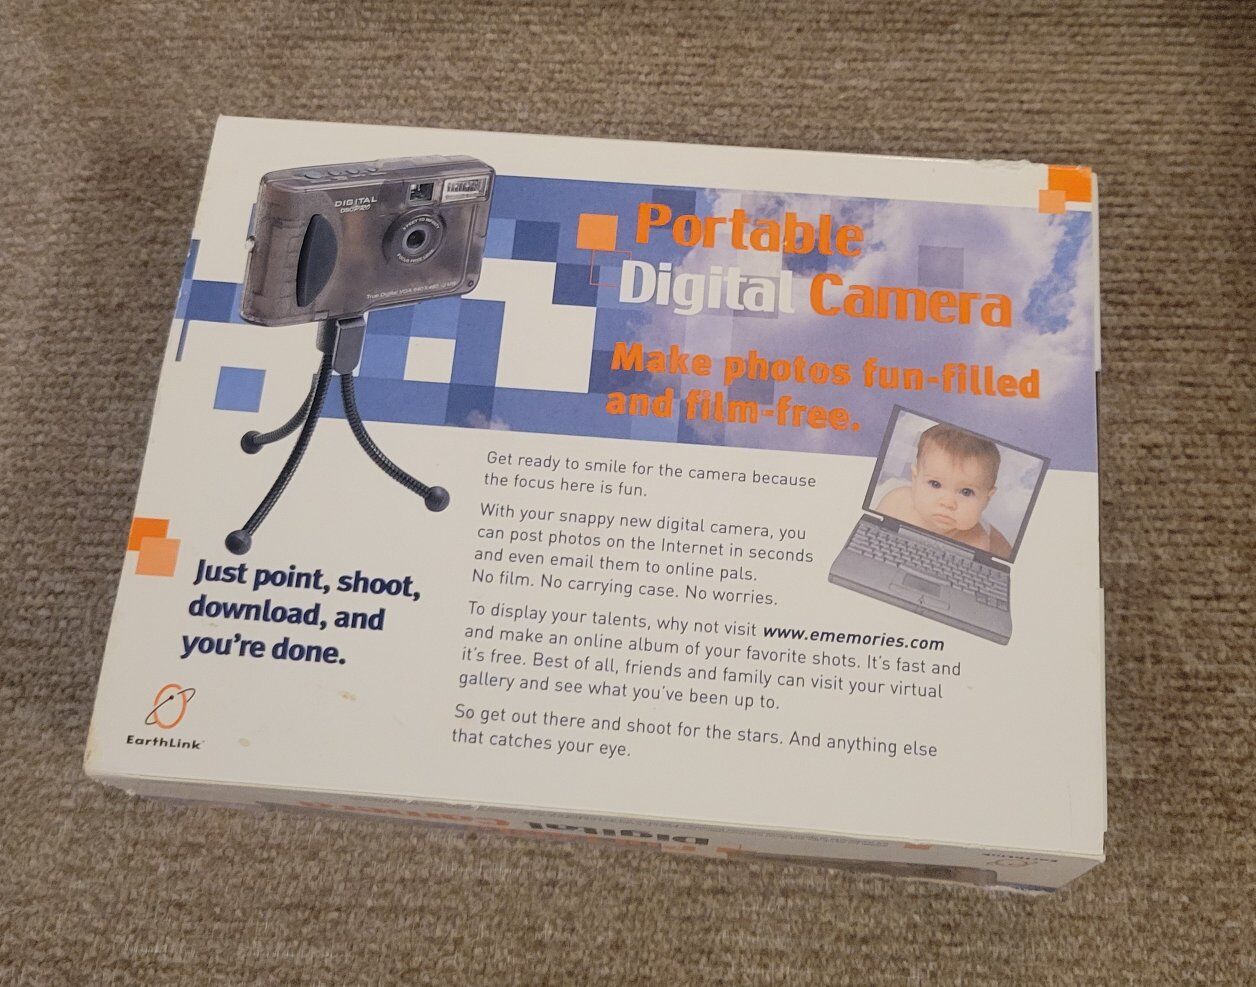 DIGITAL
Portable
Digital Camera
Make photos fun-filled
and film-free.
Get ready to smile for the camera because
the focus here is fun.
With your snappy new digital camera, you
can post photos on the Internet in seconds
and even email them to online pals.
No film. No carrying case. No worries.
To display your talents, why not visit www.ememories.com
and make an online album of your favorite shots. It's fast and
it's free. Best of all, friends and family can visit your virtual
gallery and see what you've been up to.
So get out there and shoot for the stars. And anything else
that catches your eye.
Just point, shoot,
download, and
you're done.
EarthLink
Digital Camera